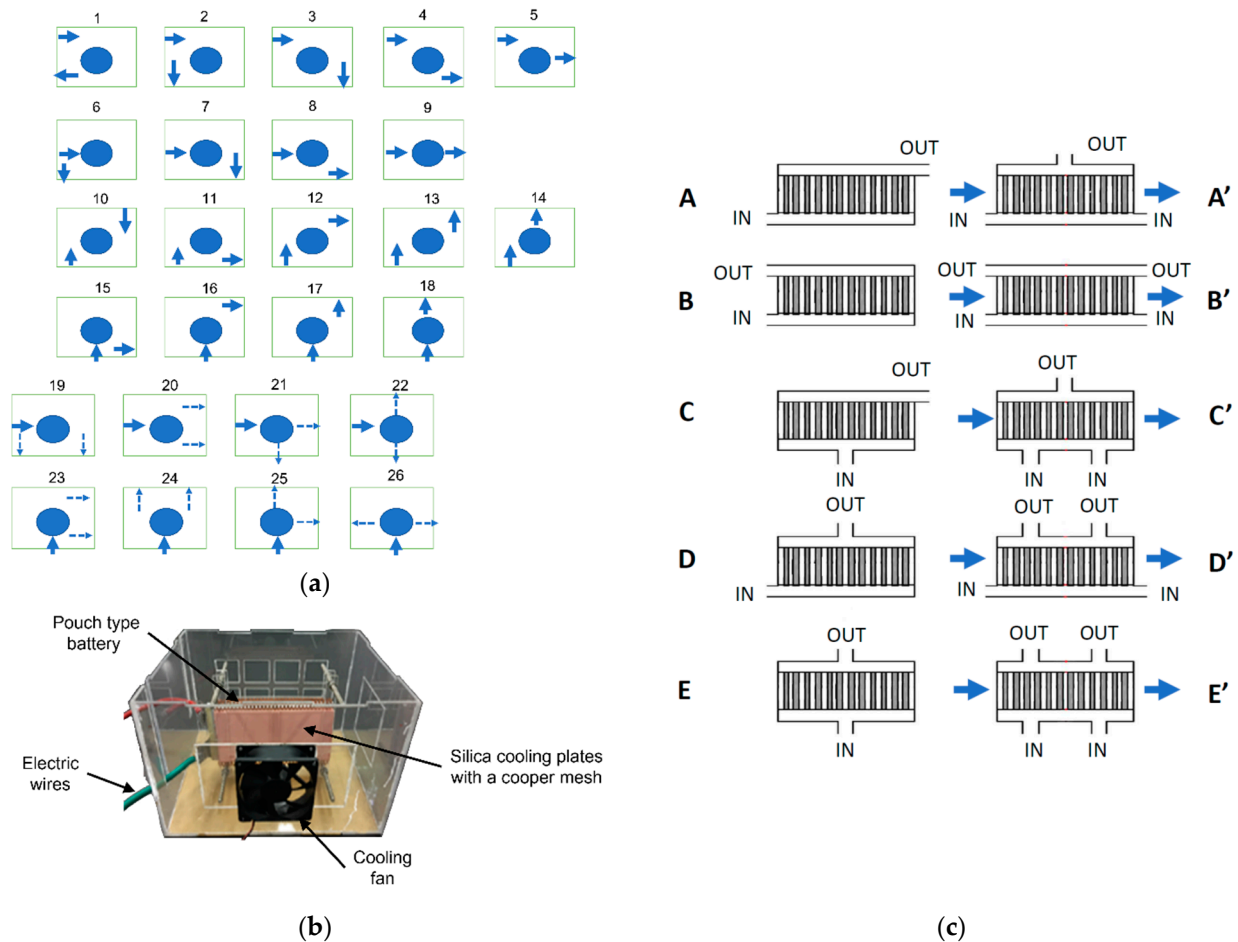 1 2 3 4 5
6 7 8 9
10 11 12 13 14
15 16 17 18
19 20 21 22
23 24 25 26
(a)
Pouch type
battery
Electric
wires
Silica cooling plates
with a cooper mesh
Cooling
fan
(b)
OUT OUT
A A’
IN IN IN
OUT OUT OUT
B B’
IN IN IN
OUT OUT
C C’
IN IN IN
OUT OUT OUT
D D’
IN IN IN
OUT OUT OUT
E E’
IN IN IN
(c)